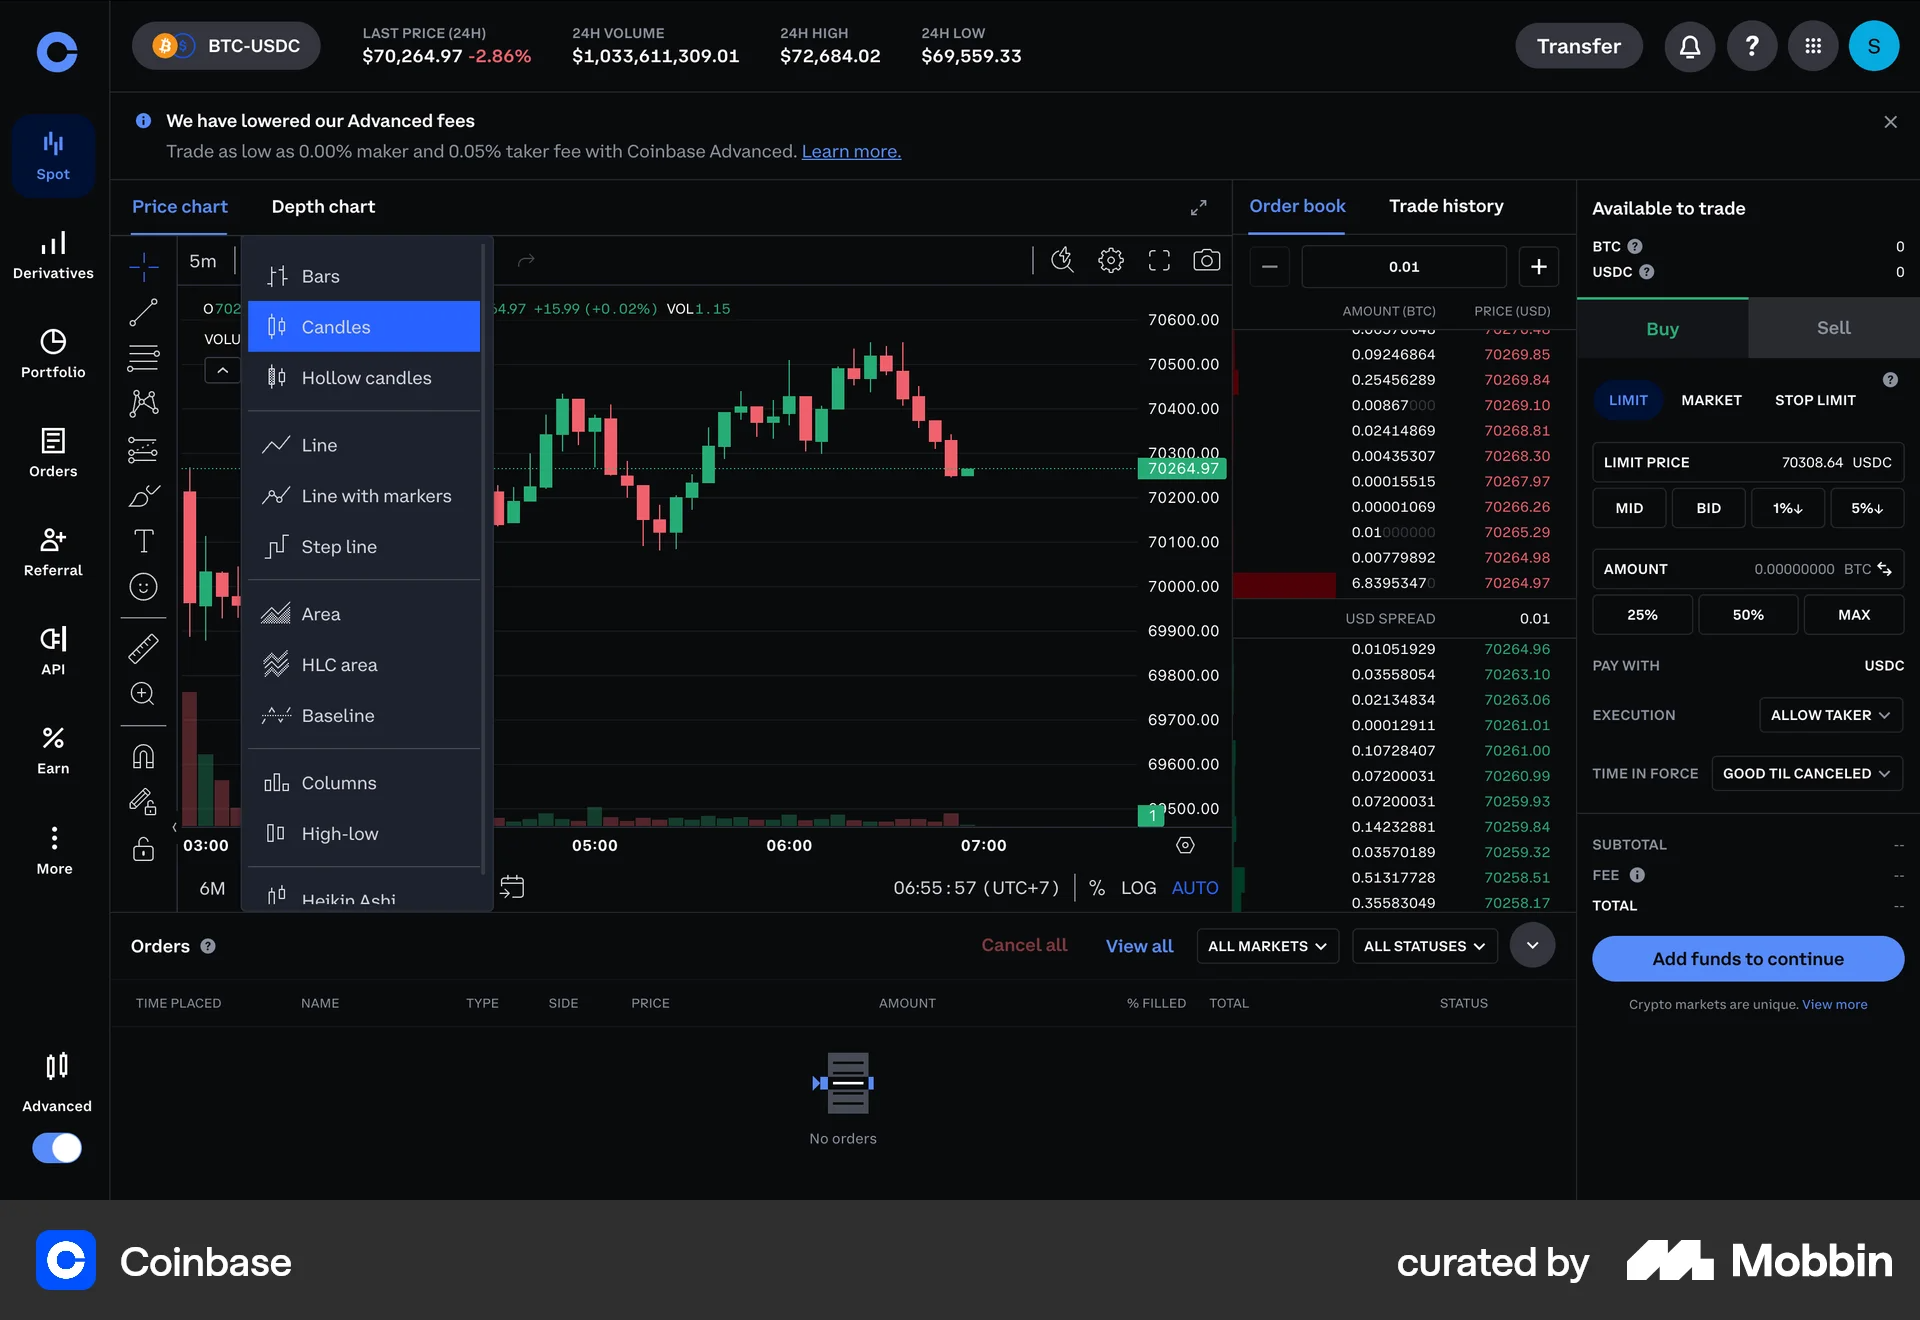 BTC-USDC
LAST PRICE (24H)
$70,264.97 -2.86%
24H VOLUME
$1,033,611,309.01
24H HIGH
$72,684.02
24H LOW
$69,559.33
Transfer
?
S
Spot
Derivatives
Portfolio
Orders
Referral
API
Earn
More
Advanced
We have lowered our Advanced fees
Trade as low as 0.00% maker and 0.05% taker fee with Coinbase Advanced. Learn more.
Price chart
Depth chart
5m
O702
64.97 +15.99 (+0.02%) VOL1.15
VOLU
Bars
Candles
Hollow candles
Line
Line with markers
Step line
Area
HLC area
Baseline
Columns
High-low
Heikin Ashi
70600.00
70500.00
70400.00
70300.00
70264.97
70200.00
70100.00
70000.00
69900.00
69800.00
69700.00
69600.00
1
9500.00
03:00
05:00
06:00
07:00
6M
06:55:57 (UTC+7)
%
LOG
AUTO
Order book
Trade history
0.01
AMOUNT (BTC) PRICE (USD)
0.09246864 70269.85
0.25456289 70269.84
0.00867000 70269.10
0.02414869 70268.81
0.00435307 70268.30
0.00015515 70267.97
0.00001069 70266.26
0.01000000 70265.29
0.00779892 70264.98
6.83953470 70264.97
USD SPREAD 0.01
0.01051929 70264.96
0.03558054 70263.10
0.02134834 70263.06
0.00012911 70261.01
0.10728407 70261.00
0.07200031 70260.99
0.07200031 70259.93
0.14232881 70259.84
0.03570189 70259.32
0.51317728 70258.51
0.35583049 70258.17
Available to trade
BTC ? 0
USDC ? 0
Buy
Sell
?
LIMIT
MARKET
STOP LIMIT
LIMIT PRICE 70308.64 USDC
MID
BID
1%↓
5%↓
AMOUNT 0.00000000 BTC
25%
50%
MAX
PAY WITH USDC
EXECUTION ALLOW TAKER
TIME IN FORCE GOOD TIL CANCELED
SUBTOTAL --
FEE --
TOTAL --
Add funds to continue
Crypto markets are unique. View more
Orders ?
Cancel all
View all
ALL MARKETS
ALL STATUSES
TIME PLACED
NAME
TYPE
SIDE
PRICE
AMOUNT
% FILLED
TOTAL
STATUS
No orders
Coinbase
curated by
Mobbin